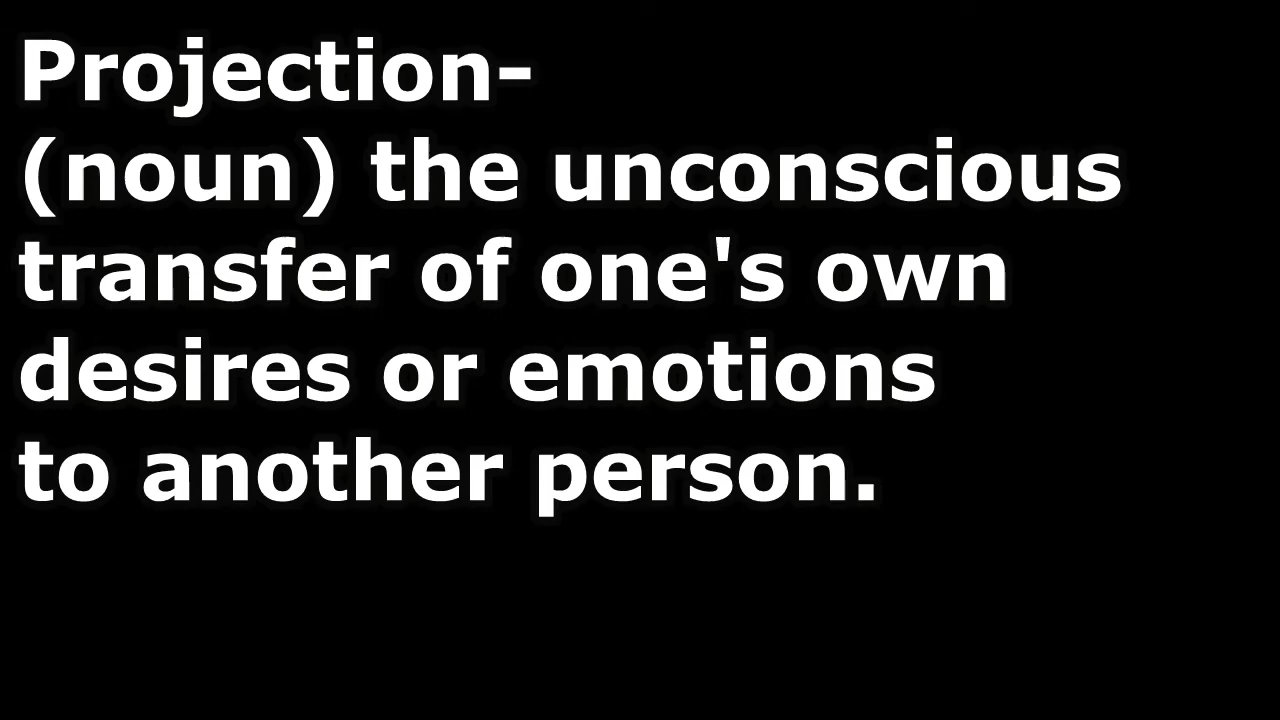 Projection-
(noun) the unconscious
transfer of one's own
desires or emotions
to another person.